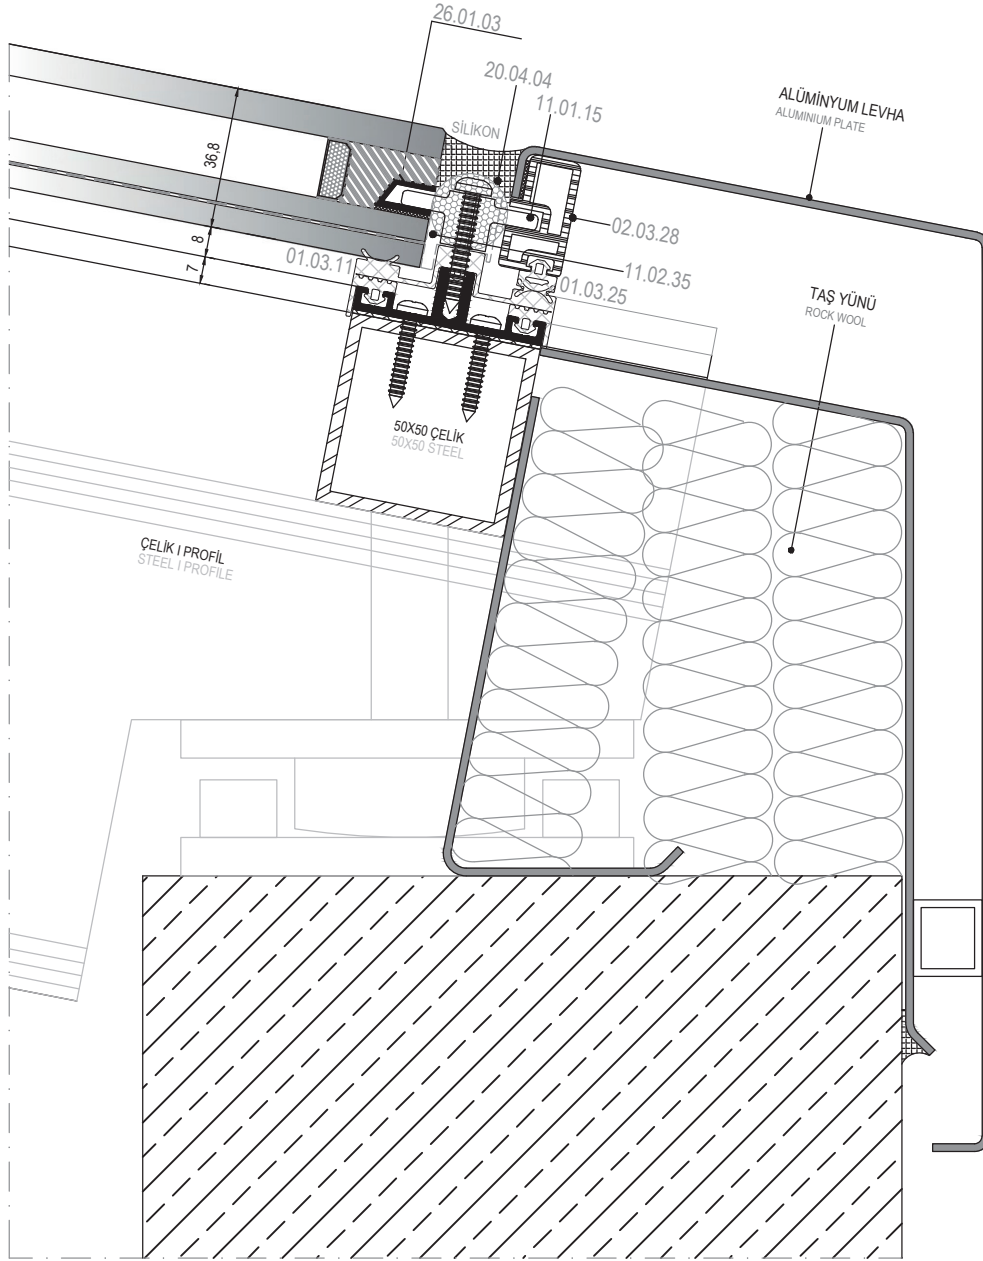 26.01.03
20.04.04
11.01.15
SİLİKON
ALÜMİNYUM LEVHA
ALUMINIUM PLATE
36,8
8
7
02.03.28
01.03.11
11.02.35
01.03.25
TAŞ YÜNÜ
ROCK WOOL
50X50 ÇELİK
50X50 STEEL
ÇELİK I PROFİL
STEEL I PROFILE